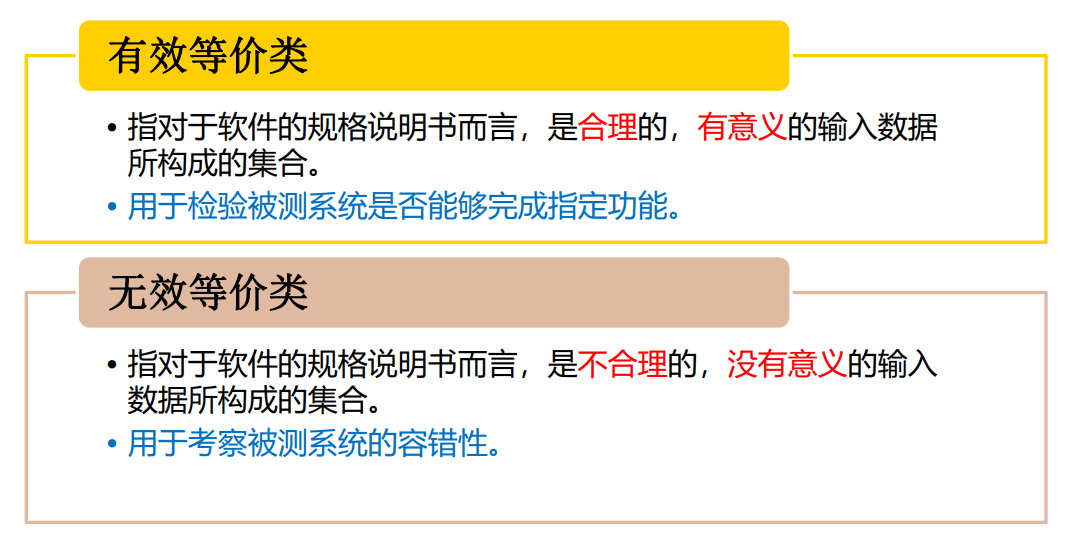 有效等价类
• 指对于软件的规格说明书而言，是合理的，有意义的输入数据
所构成的集合。
• 用于检验被测系统是否能够完成指定功能。
无效等价类
• 指对于软件的规格说明书而言，是不合理的，没有意义的输入
数据所构成的集合。
• 用于考察被测系统的容错性。